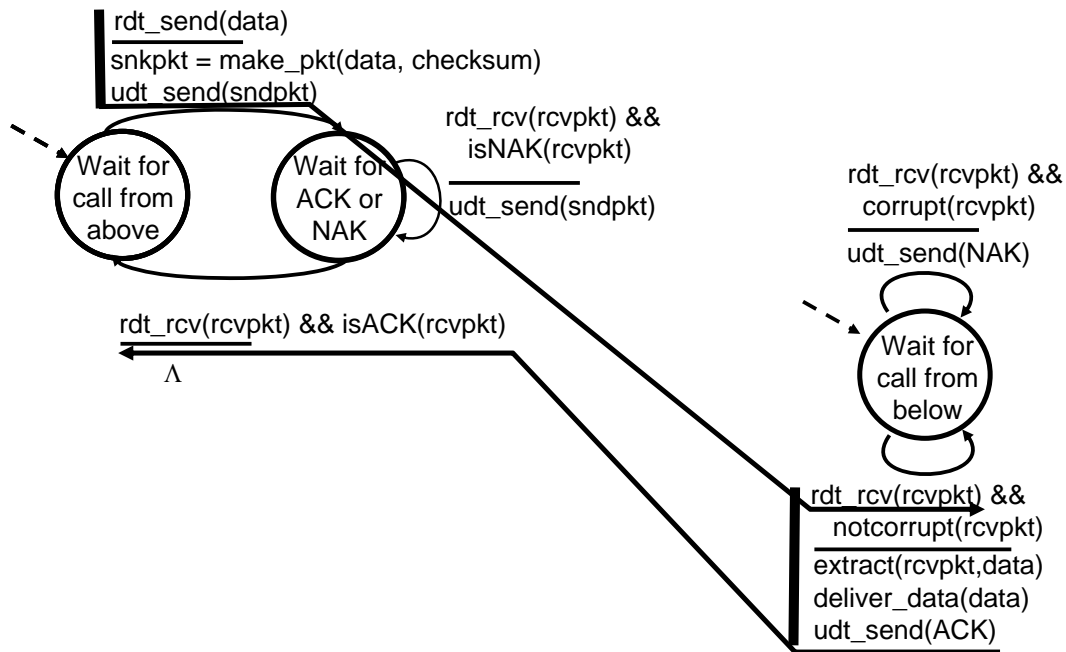 rdt_send(data)
snkpkt = make_pkt(data, checksum)
udt_send(sndpkt)
Wait for
call from
above
Wait for
ACK or
NAK
rdt_rcv(rcvpkt) &&
isNAK(rcvpkt)
udt_send(sndpkt)
rdt_rcv(rcvpkt) && isACK(rcvpkt)
Λ
rdt_rcv(rcvpkt) &&
corrupt(rcvpkt)
udt_send(NAK)
Wait for
call from
below
rdt_rcv(rcvpkt) &&
notcorrupt(rcvpkt)
extract(rcvpkt,data)
deliver_data(data)
udt_send(ACK)